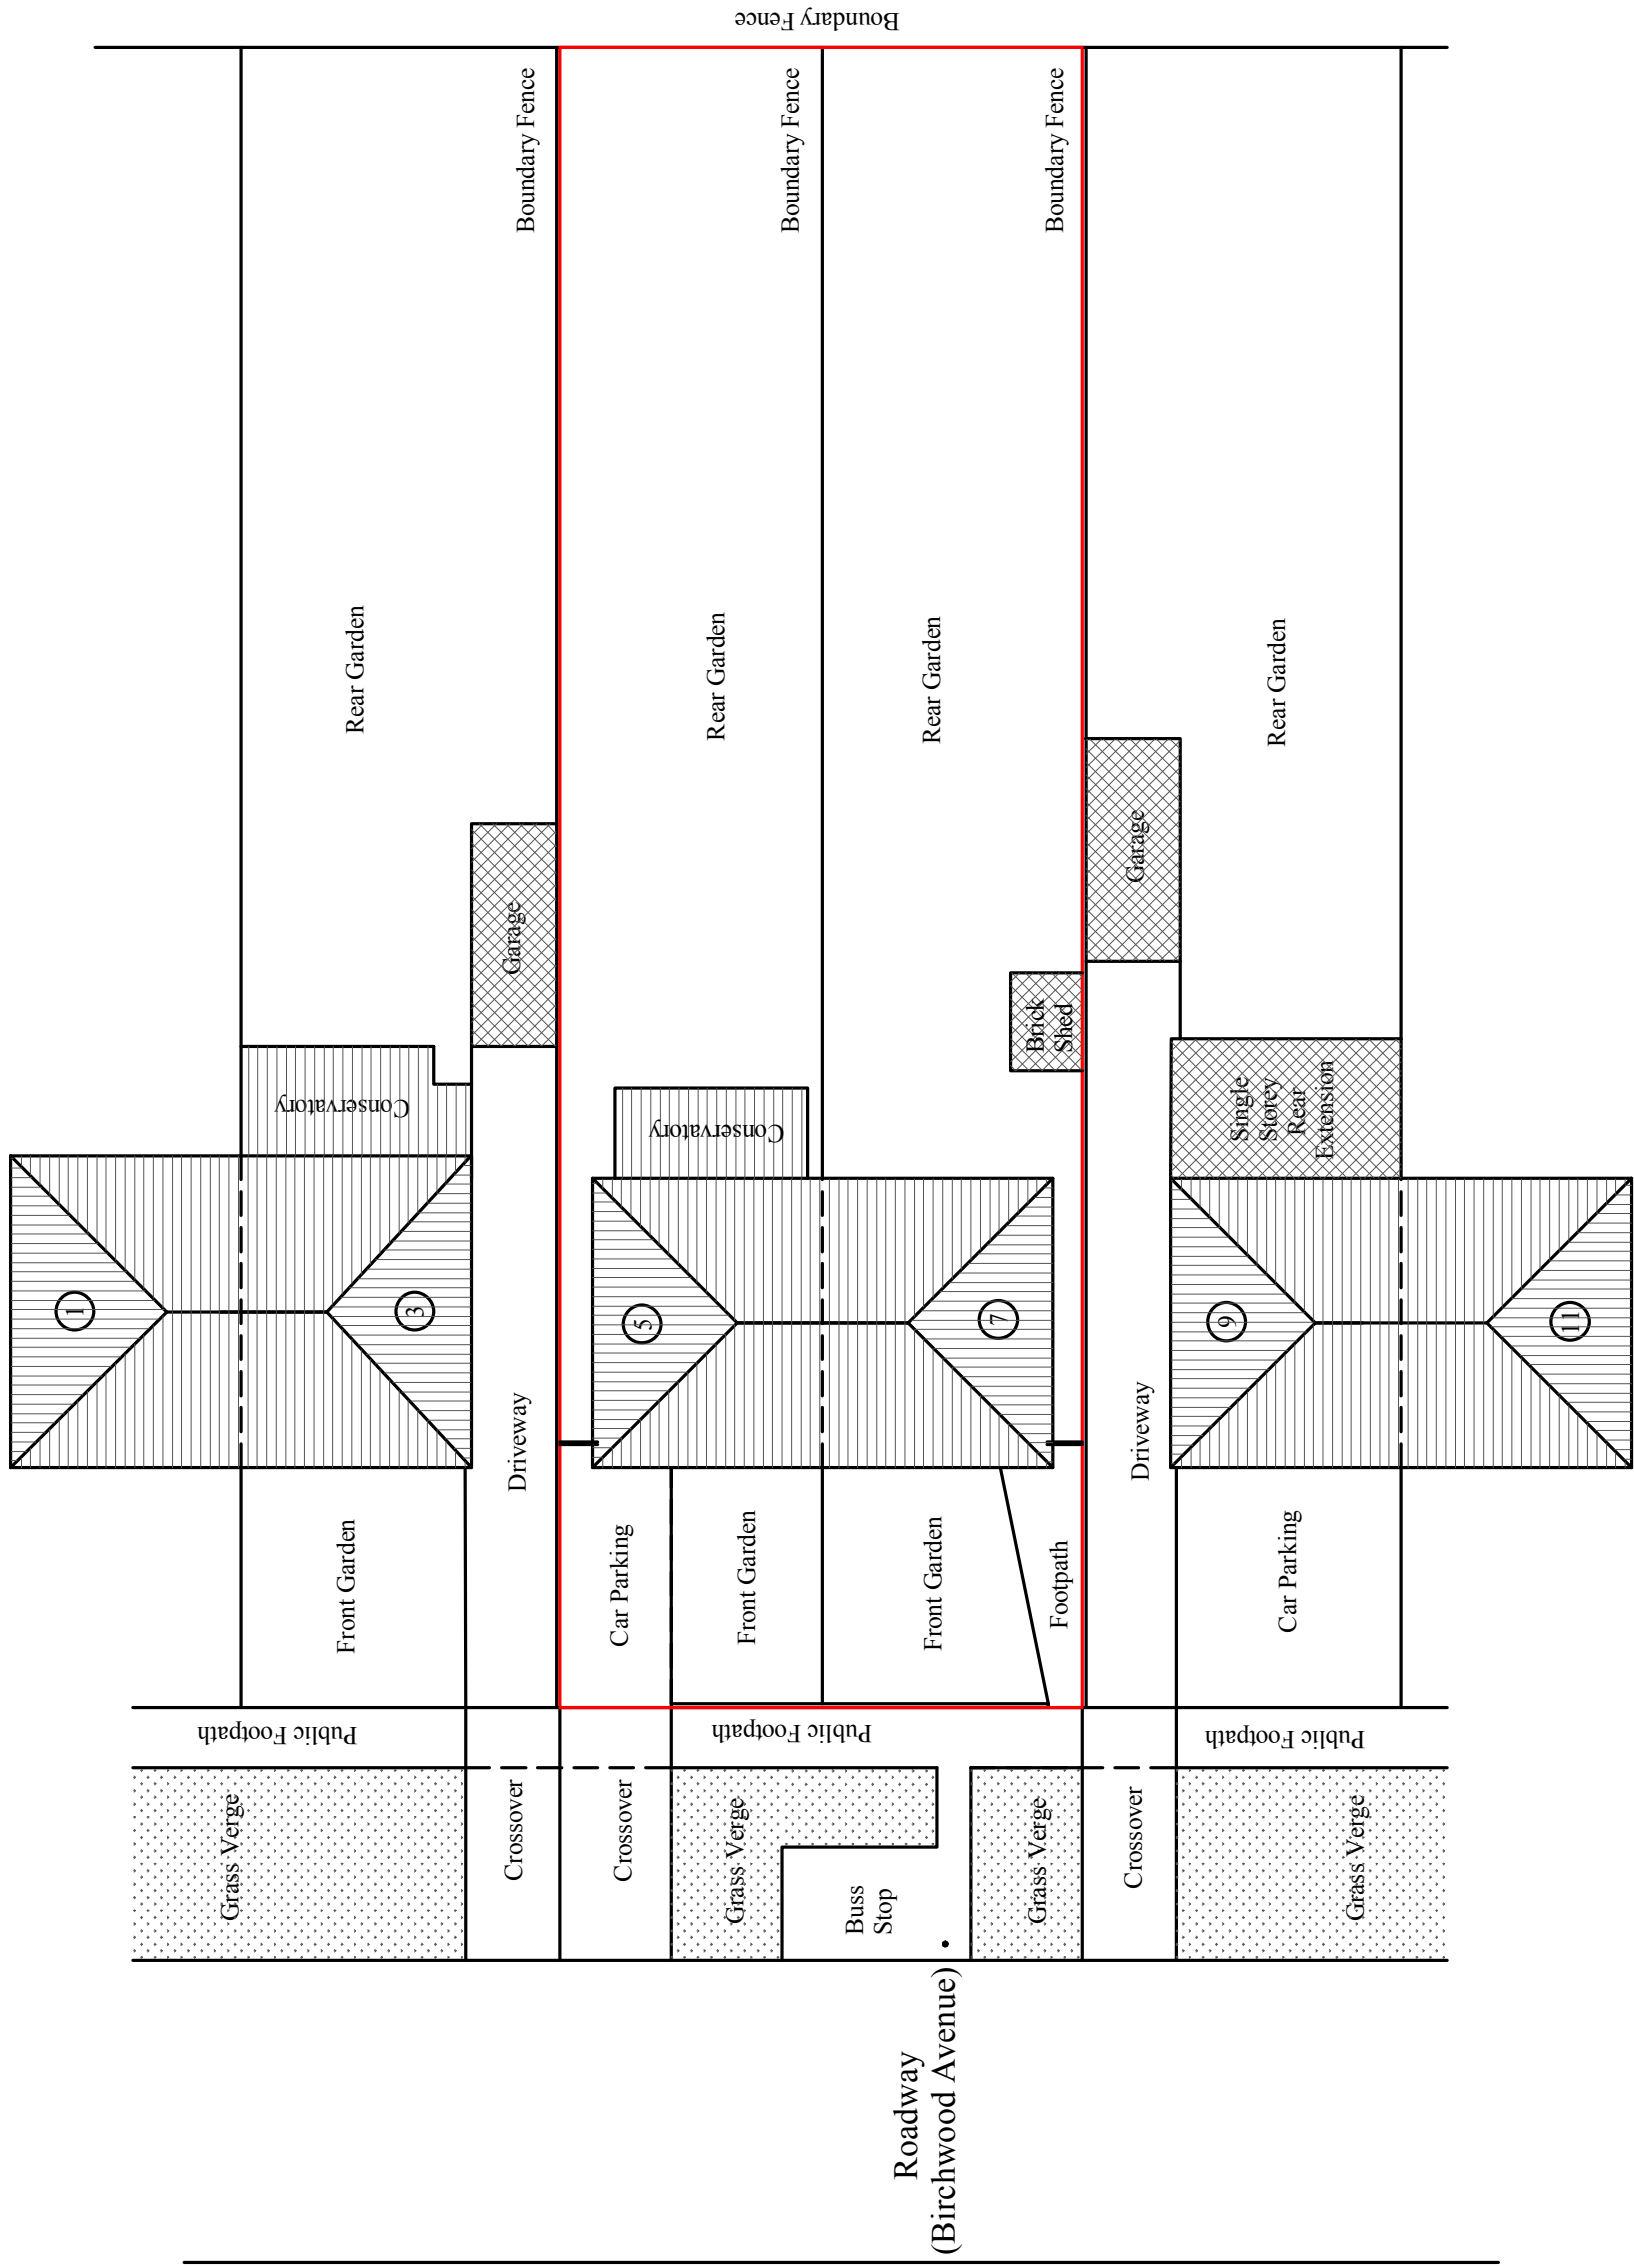 Boundary Fence
Boundary Fence
Boundary Fence
Boundary Fence
Rear Garden
Rear Garden
Rear Garden
Rear Garden
Garage
Garage
Brick
Shed
Conservatory
Conservatory
Single
Storey
Rear
Extension
1
3
5
7
9
11
Driveway
Driveway
Front Garden
Car Parking
Front Garden
Front Garden
Footpath
Car Parking
Public Footpath
Public Footpath
Public Footpath
Grass Verge
Crossover
Crossover
Grass Verge
Buss
Stop
Grass Verge
Crossover
Grass Verge
Roadway
(Birchwood Avenue)